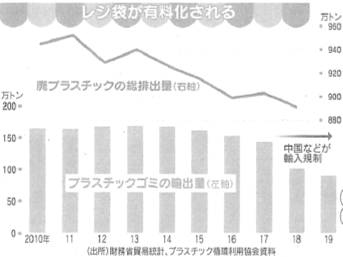 レジ袋が有料化される
万トン
960
940
920
900
880
廃プラスチックの総排出量(右軸)
万トン
200
150
100
50
0
中国などが
輸入規制
プラスチックゴミの輸出量(左軸)
2010年 11 12 13 14 15 16 17 18 19
(出所)財務省貿易統計、プラスチック循環利用協会資料